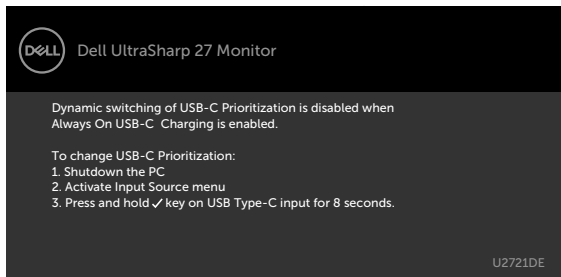 DELL
Dell UltraSharp 27 Monitor
Dynamic switching of USB-C Prioritization is disabled when
Always On USB-C Charging is enabled.
To change USB-C Prioritization:
1. Shutdown the PC
2. Activate Input Source menu
3. Press and hold ✓ key on USB Type-C input for 8 seconds.
U2721DE